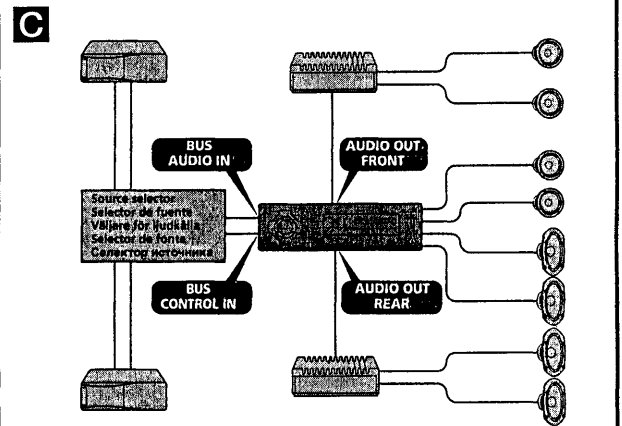 C
BUS
AUDIO IN
AUDIO OUT
FRONT
Source selector
Selector de fuente
Väljare för ljudkälla
Selector de fonte
Селектор источника
BUS
CONTROL IN
AUDIO OUT
REAR